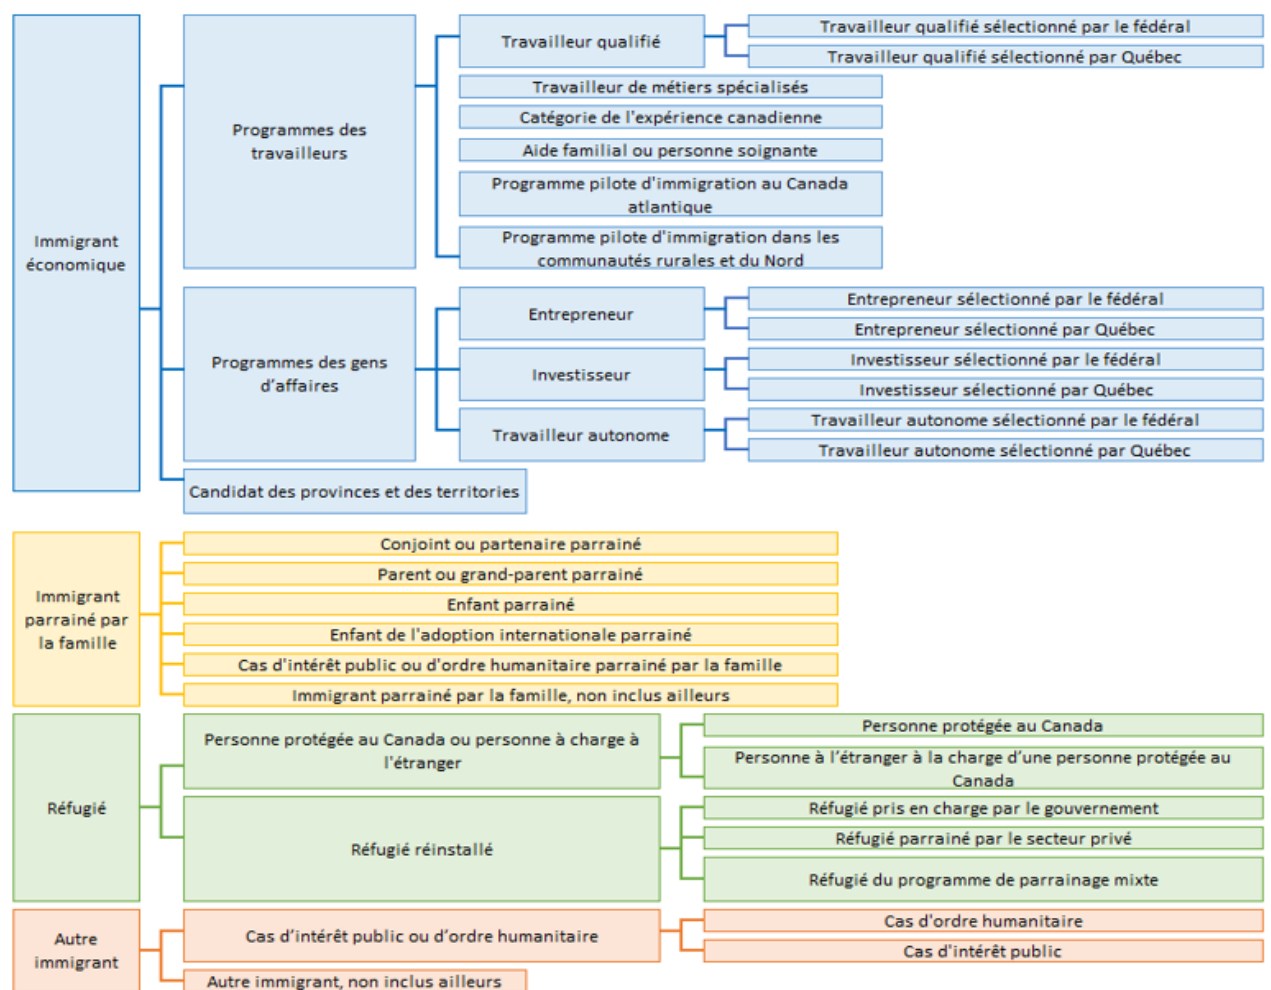 Immigrant
économique
Programmes des
travailleurs
Travailleur qualifié
Travailleur qualifié sélectionné par le fédéral
Travailleur qualifié sélectionné par Québec
Travailleur de métiers spécialisés
Catégorie de l'expérience canadienne
Aide familial ou personne soignante
Programme pilote d'immigration au Canada
atlantique
Programme pilote d'immigration dans les
communautés rurales et du Nord
Programmes des gens
d’affaires
Entrepreneur
Entrepreneur sélectionné par le fédéral
Entrepreneur sélectionné par Québec
Investisseur
Investisseur sélectionné par le fédéral
Investisseur sélectionné par Québec
Travailleur autonome
Travailleur autonome sélectionné par le fédéral
Travailleur autonome sélectionné par Québec
Candidat des provinces et des territories
Immigrant
parrainé par
la famille
Conjoint ou partenaire parrainé
Parent ou grand-parent parrainé
Enfant parrainé
Enfant de l'adoption internationale parrainé
Cas d'intérêt public ou d'ordre humanitaire parrainé par la famille
Immigrant parrainé par la famille, non inclus ailleurs
Réfugié
Personne protégée au Canada ou personne à charge à
l'étranger
Personne protégée au Canada
Personne à l’étranger à la charge d’une personne protégée au
Canada
Réfugié réinstallé
Réfugié pris en charge par le gouvernement
Réfugié parrainé par le secteur privé
Réfugié du programme de parrainage mixte
Autre
immigrant
Cas d’intérêt public ou d’ordre humanitaire
Cas d'ordre humanitaire
Cas d'intérêt public
Autre immigrant, non inclus ailleurs